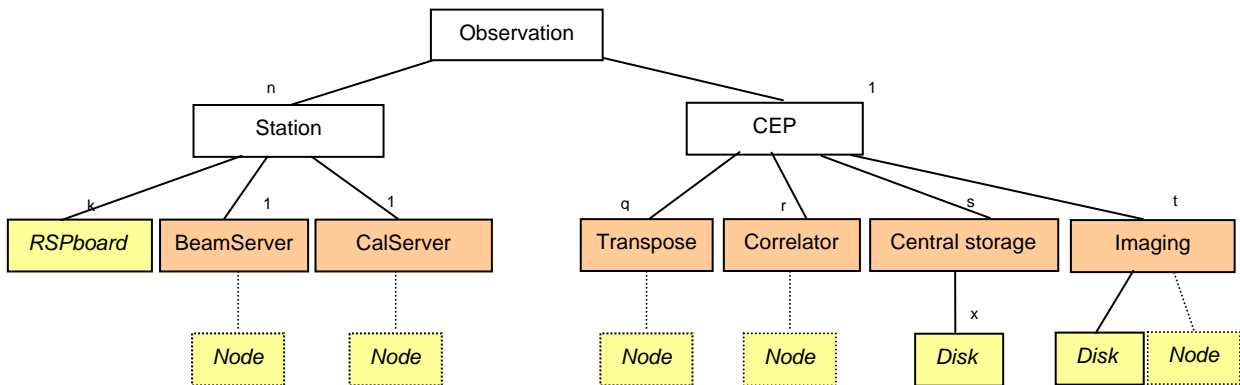 Observation
n
1
Station
CEP
k
1
1
q
r
s
t
RSPboard
BeamServer
CalServer
Transpose
Correlator
Central storage
Imaging
x
Node
Node
Node
Node
Disk
Disk
Node